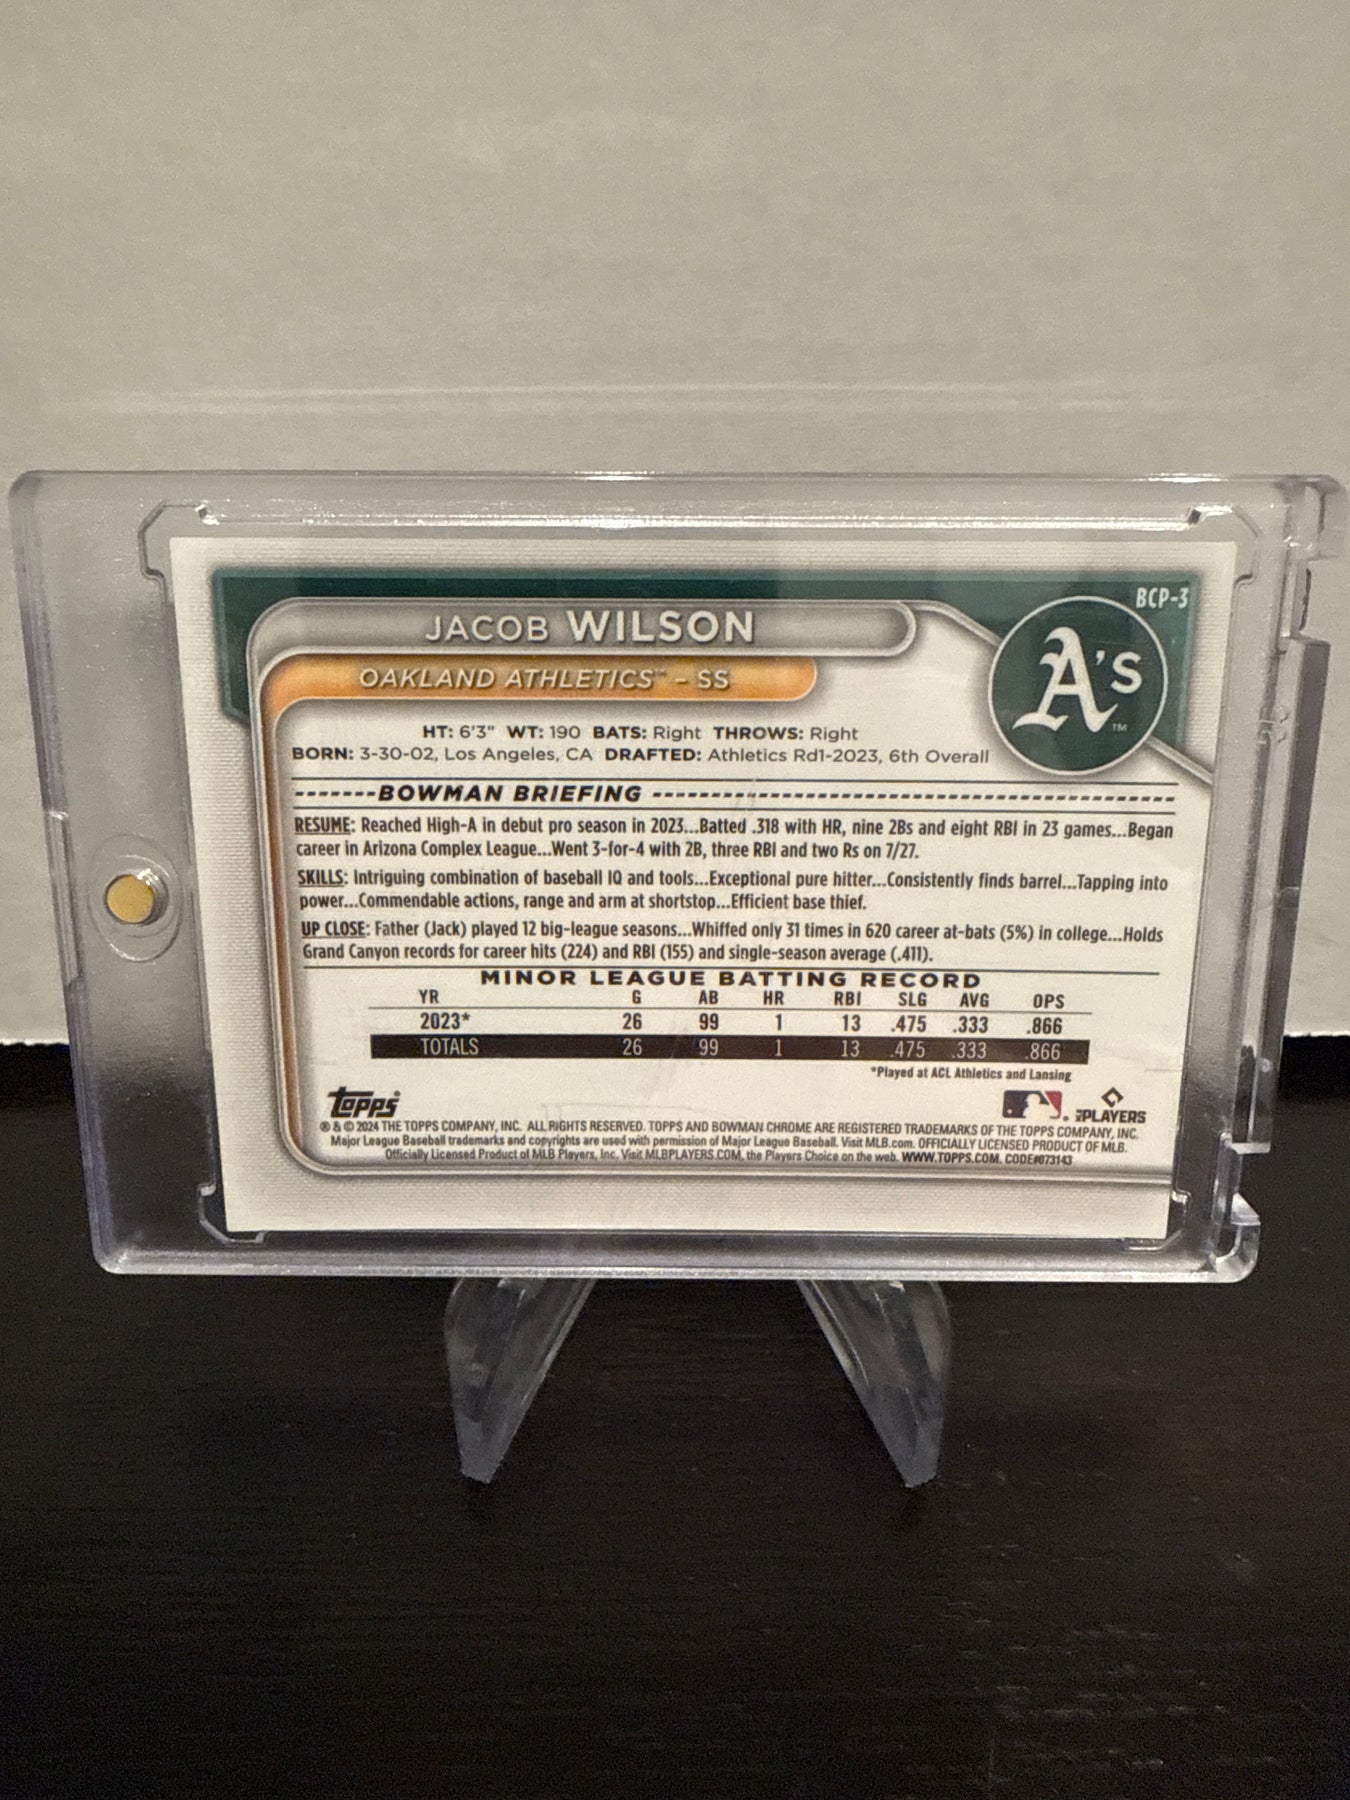 BCP-3
JACOB WILSON
A's™
OAKLAND ATHLETICS™ – SS
HT: 6'3" WT: 190 BATS: Right THROWS: Right
BORN: 3-30-02, Los Angeles, CA DRAFTED: Athletics Rd1-2023, 6th Overall
BOWMAN BRIEFING
RESUME: Reached High-A in debut pro season in 2023...Batted .318 with HR, nine 2Bs and eight RBI in 23 games...Began
career in Arizona Complex League...Went 3-for-4 with 2B, three RBI and two Rs on 7/27.
SKILLS: Intriguing combination of baseball IQ and tools...Exceptional pure hitter...Consistently finds barrel...Tapping into
power...Commendable actions, range and arm at shortstop...Efficient base thief.
UP CLOSE: Father (Jack) played 12 big-league seasons...Whiffed only 31 times in 620 career at-bats (5%) in college...Holds
Grand Canyon records for career hits (224) and RBI (155) and single-season average (.411).
MINOR LEAGUE BATTING RECORD
YR G AB HR RBI SLG AVG OPS
2023* 26 99 1 13 .475 .333 .866
TOTALS 26 99 1 13 .475 .333 .866
*Played at ACL Athletics and Lansing
Topps PLAYERS
® & © 2024 THE TOPPS COMPANY, INC. ALL RIGHTS RESERVED. TOPPS AND BOWMAN CHROME ARE REGISTERED TRADEMARKS OF THE TOPPS COMPANY, INC.
Major League Baseball trademarks and copyrights are used with permission of Major League Baseball. Visit MLB.com. OFFICIALLY LICENSED PRODUCT OF MLB.
Officially Licensed Product of MLB Players, Inc. Visit MLBPLAYERS.COM, the Players Choice on the web. WWW.TOPPS.COM. CODE#073143